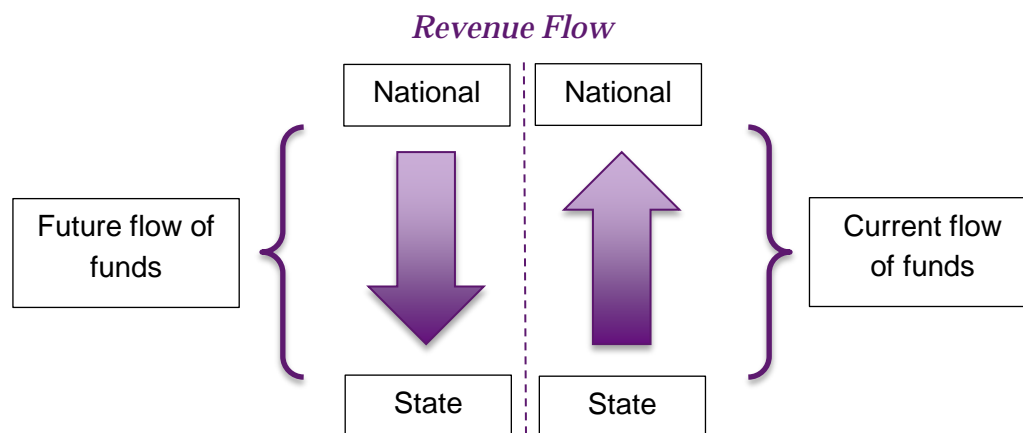 Revenue Flow
National
National
Future flow of
funds
Current flow
of funds
State
State